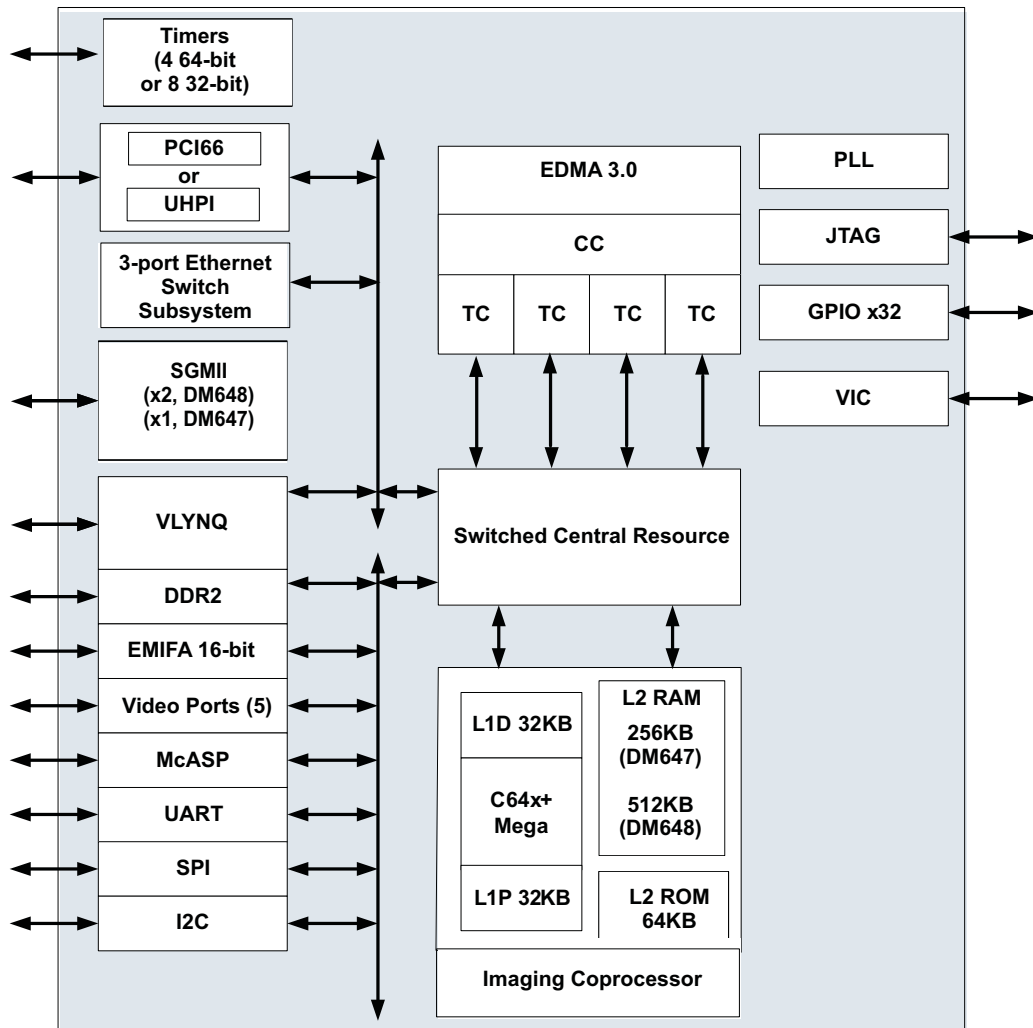 Timers
(4 64-bit
or 8 32-bit)
PCI66
or
UHPI
3-port Ethernet
Switch
Subsystem
SGMII
(x2, DM648)
(x1, DM647)
VLYNQ
DDR2
EMIFA 16-bit
Video Ports (5)
McASP
UART
SPI
I2C
EDMA 3.0
CC
TC TC TC TC
Switched Central Resource
L1D 32KB
C64x+
Mega
L1P 32KB
L2 RAM
256KB
(DM647)
512KB
(DM648)
L2 ROM
64KB
Imaging Coprocessor
PLL
JTAG
GPIO x32
VIC